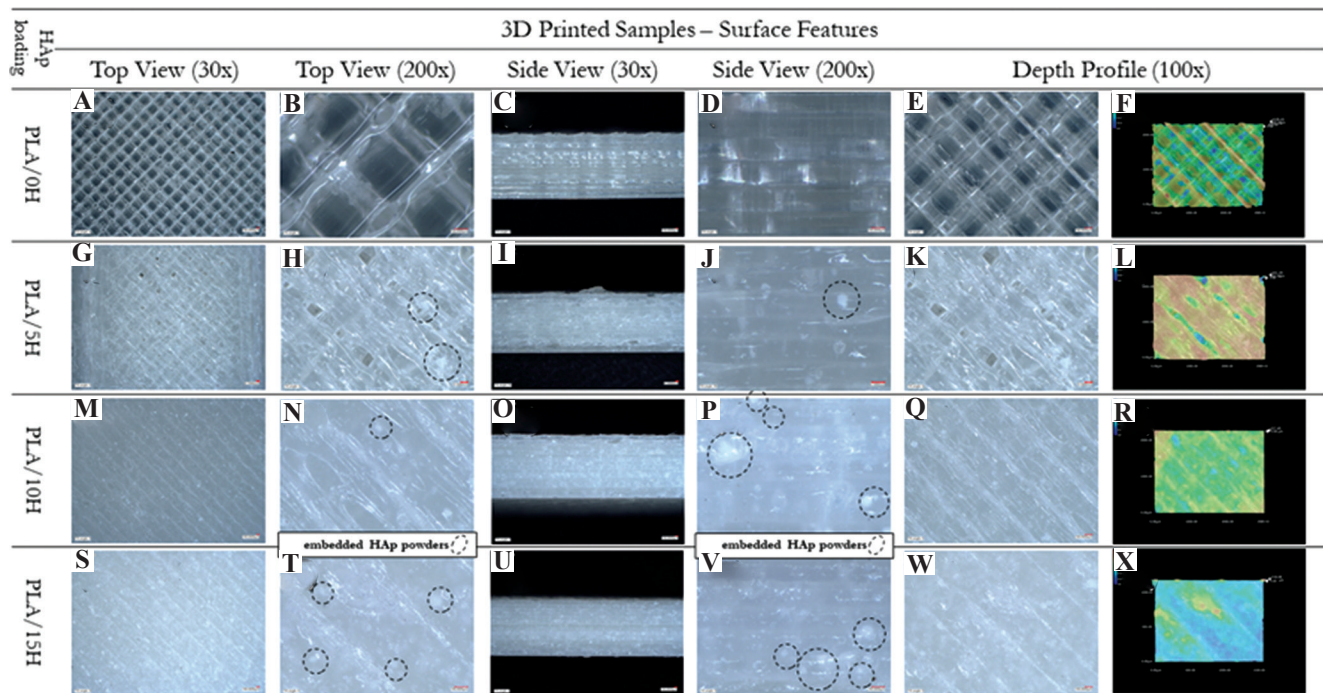 3D Printed Samples – Surface Features
HAp
loading
Top View (30x) Top View (200x) Side View (30x) Side View (200x) Depth Profile (100x)
PLA/0H
A B C D E F
PLA/5H
G H I J K L
PLA/10H
M N O P Q R
embedded HAp powders embedded HAp powders
PLA/15H
S T U V W X